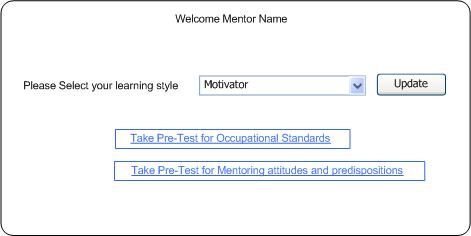 Welcome Mentor Name
Please Select your learning style Motivator Update
Take Pre-Test for Occupational Standards
Take Pre-Test for Mentoring attitudes and predispositions